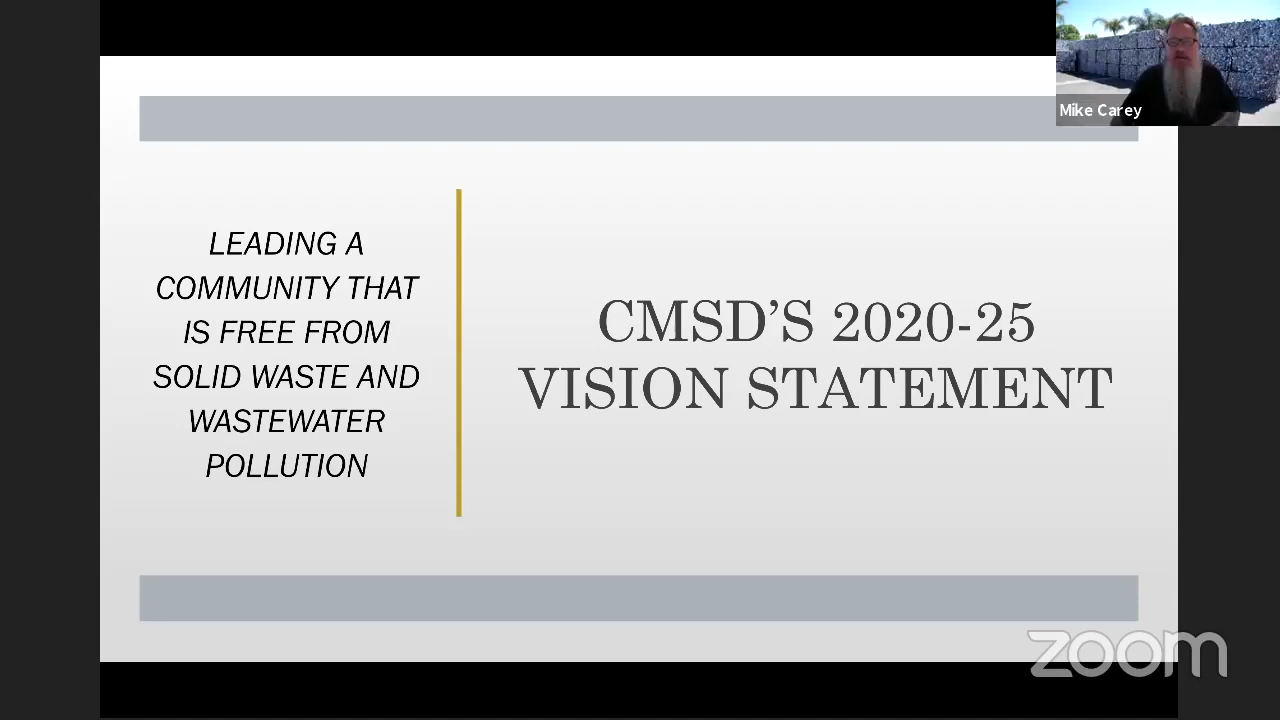 Mike Carey
LEADING A
COMMUNITY THAT
IS FREE FROM
SOLID WASTE AND
WASTEWATER
POLLUTION
CMSD’S 2020-25
VISION STATEMENT
zoom